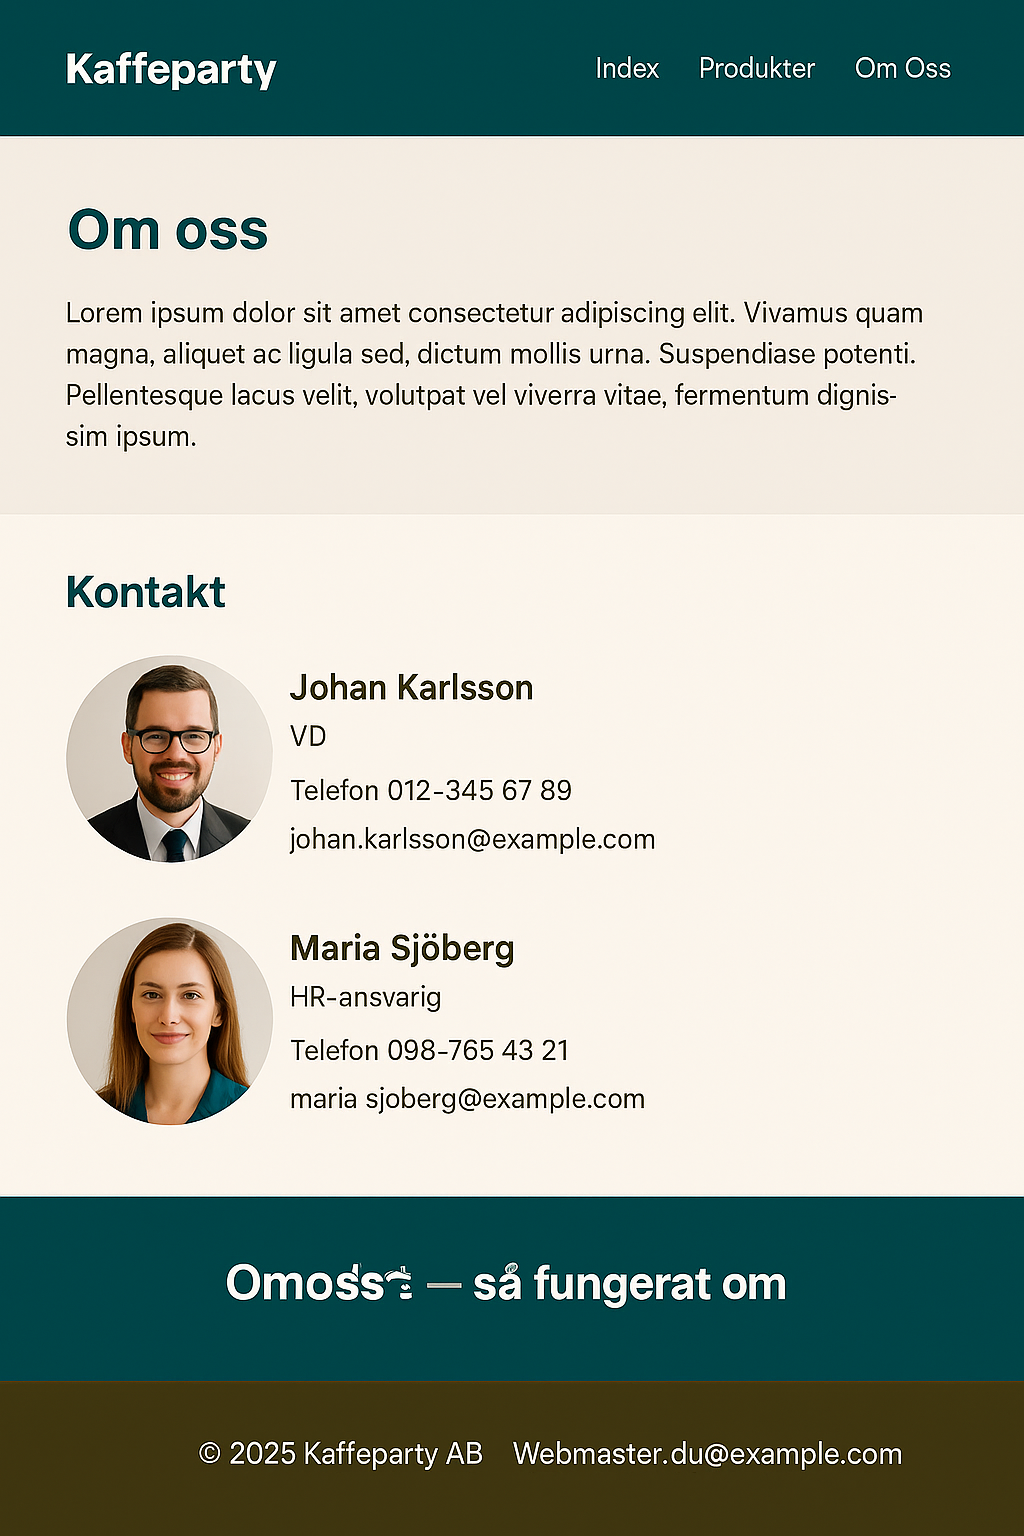 Kaffeparty
Index Produkter Om Oss
Om oss
Lorem ipsum dolor sit amet consectetur adipiscing elit. Vivamus quam
magna, aliquet ac ligula sed, dictum mollis urna. Suspendiase potenti.
Pellentesque lacus velit, volutpat vel viverra vitae, fermentum dignis-
sim ipsum.
Kontakt
Johan Karlsson
VD
Telefon 012-345 67 89
johan.karlsson@example.com
Maria Sjöberg
HR-ansvarig
Telefon 098-765 43 21
maria sjoberg@example.com
— så fungerat om
© 2025 Kaffeparty AB Webmaster.du@example.com